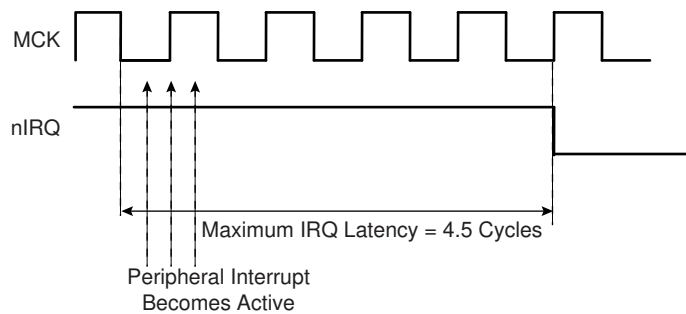 MCK
nIRQ
Maximum IRQ Latency = 4.5 Cycles
Peripheral Interrupt
Becomes Active